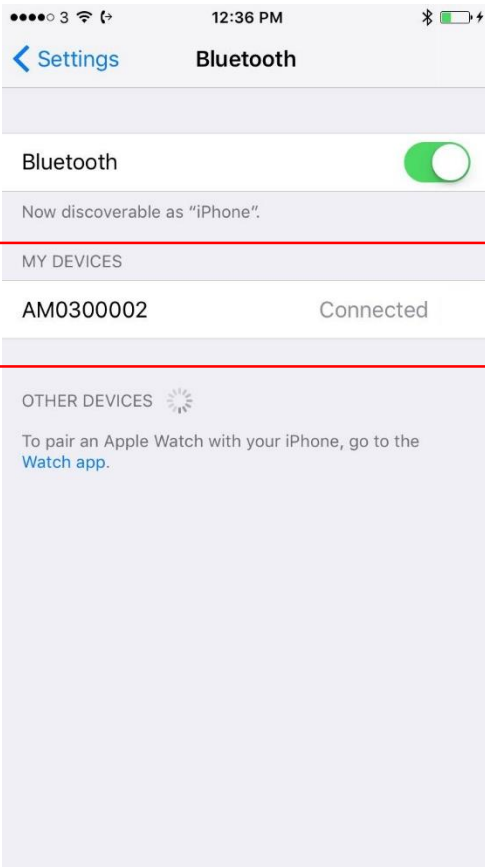 3 12:36 PM
Settings Bluetooth
Bluetooth
Now discoverable as “iPhone”.
MY DEVICES
AM0300002 Connected
OTHER DEVICES
To pair an Apple Watch with your iPhone, go to the
Watch app.